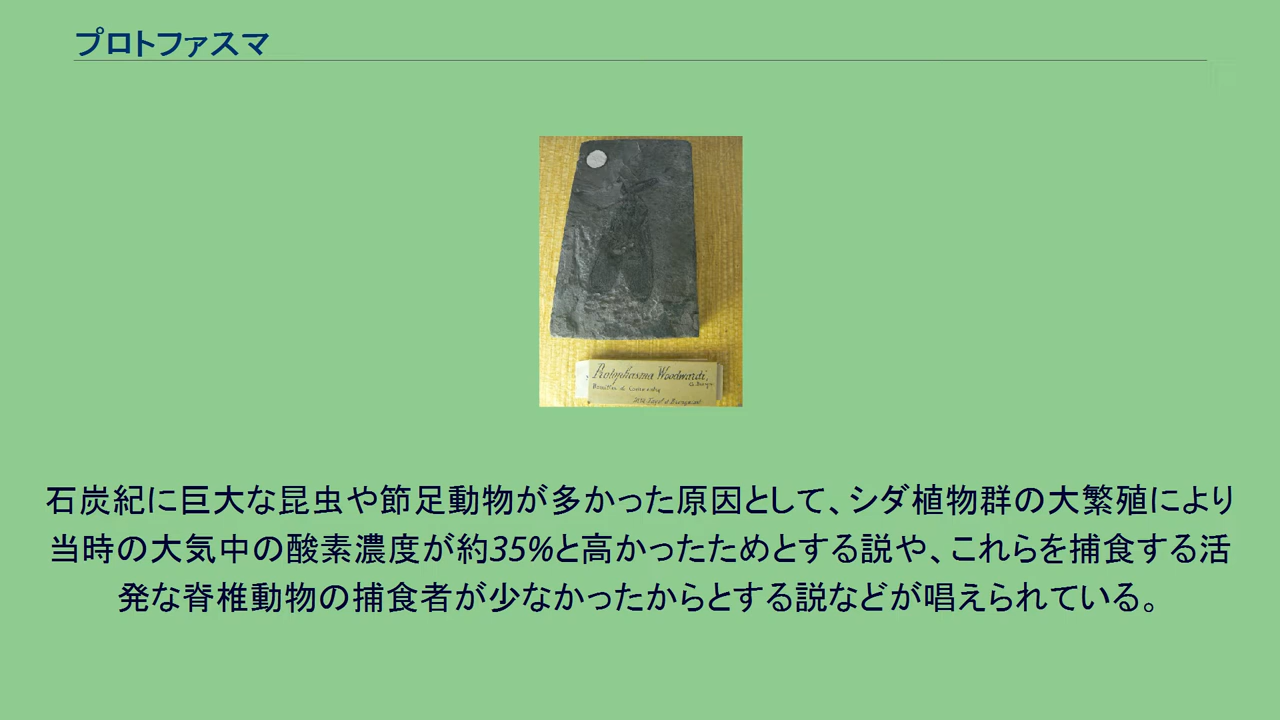 プロトファスマ
Protophasma Woodwardi,
石炭紀に巨大な昆虫や節足動物が多かった原因として、シダ植物群の大繁殖により
当時の大気中の酸素濃度が約35%と高かったためとする説や、これらを捕食する活
発な脊椎動物の捕食者が少なかったからとする説などが唱えられている。